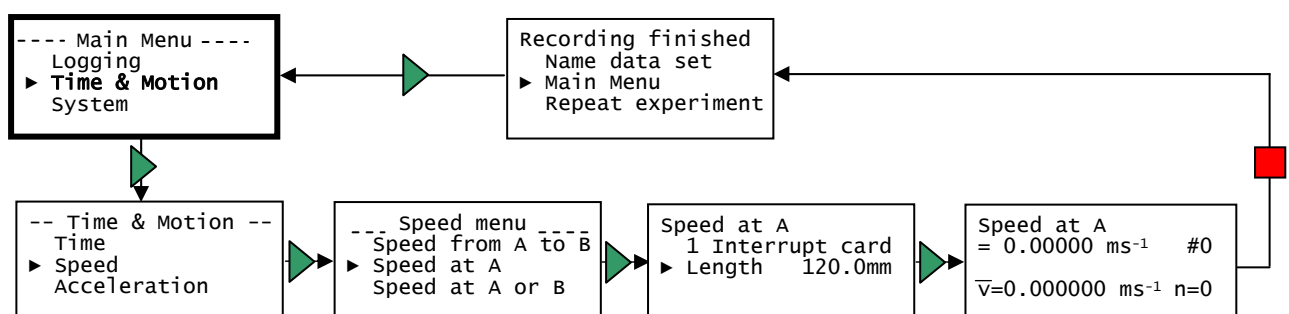 ---- Main Menu ----
Logging
► Time & Motion
System
Recording finished
Name data set
► Main Menu
Repeat experiment
-- Time & Motion --
Time
► Speed
Acceleration
___ Speed menu ____
Speed from A to B
► Speed at A
Speed at A or B
Speed at A
1 Interrupt card
► Length 120.0mm
Speed at A
= 0.00000 ms⁻¹ #0
v̅=0.000000 ms⁻¹ n=0